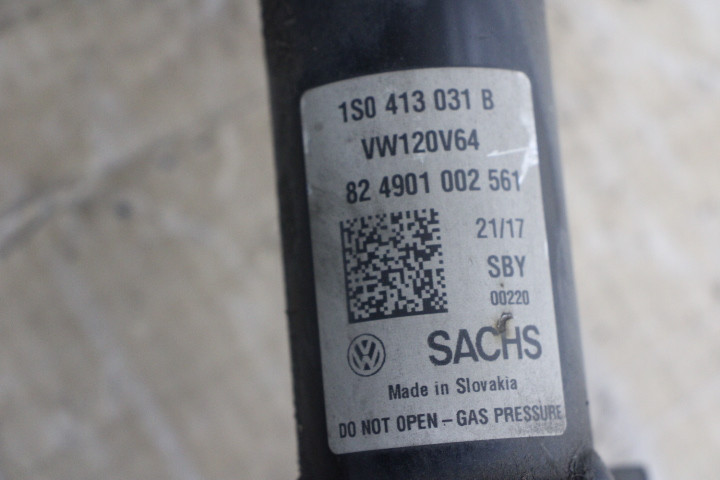 1S0 413 031 B
VW120V64
82 4901 002 561
21/17
SBY
00220
SACHS
Made in Slovakia
DO NOT OPEN - GAS PRESSURE